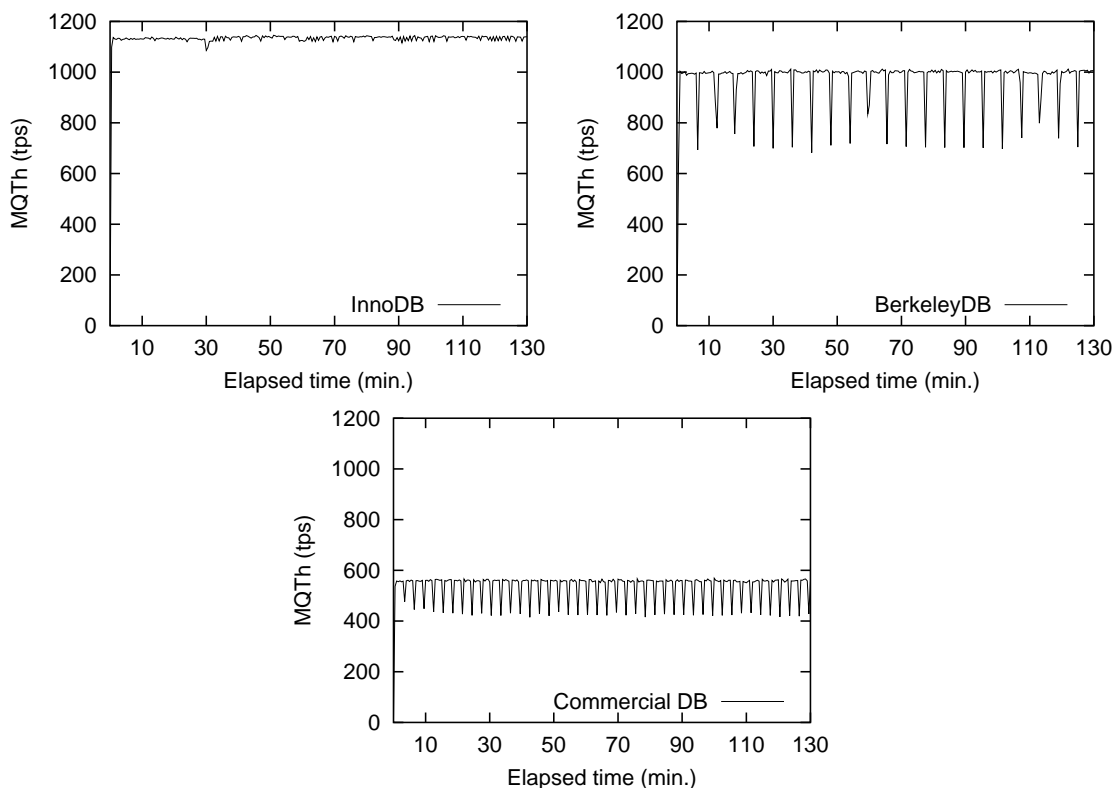 1200
1000
800
600
400
200
0
MQTh (tps)
InnoDB
10 30 50 70 90 110 130
Elapsed time (min.)
1200
1000
800
600
400
200
0
MQTh (tps)
BerkeleyDB
10 30 50 70 90 110 130
Elapsed time (min.)
1200
1000
800
600
400
200
0
MQTh (tps)
Commercial DB
10 30 50 70 90 110 130
Elapsed time (min.)